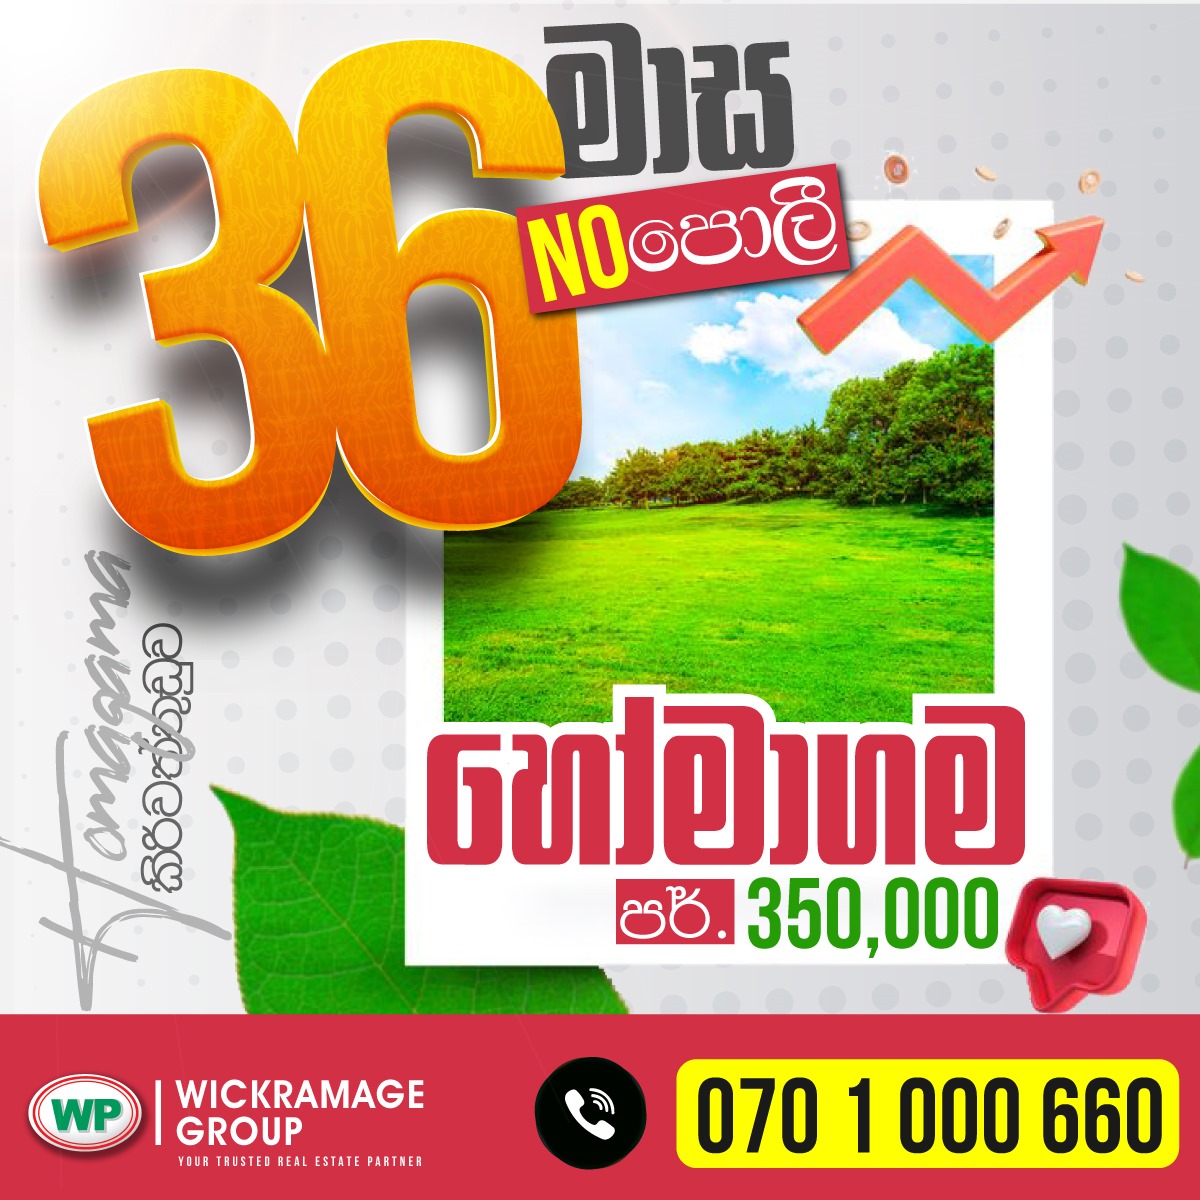 36 මාස
NO පොලී
Homagama
කිරිවත්තුඩුව
හෝමාගම
පර්. 350,000
WP
WICKRAMAGE
GROUP
YOUR TRUSTED REAL ESTATE PARTNER
070 1 000 660